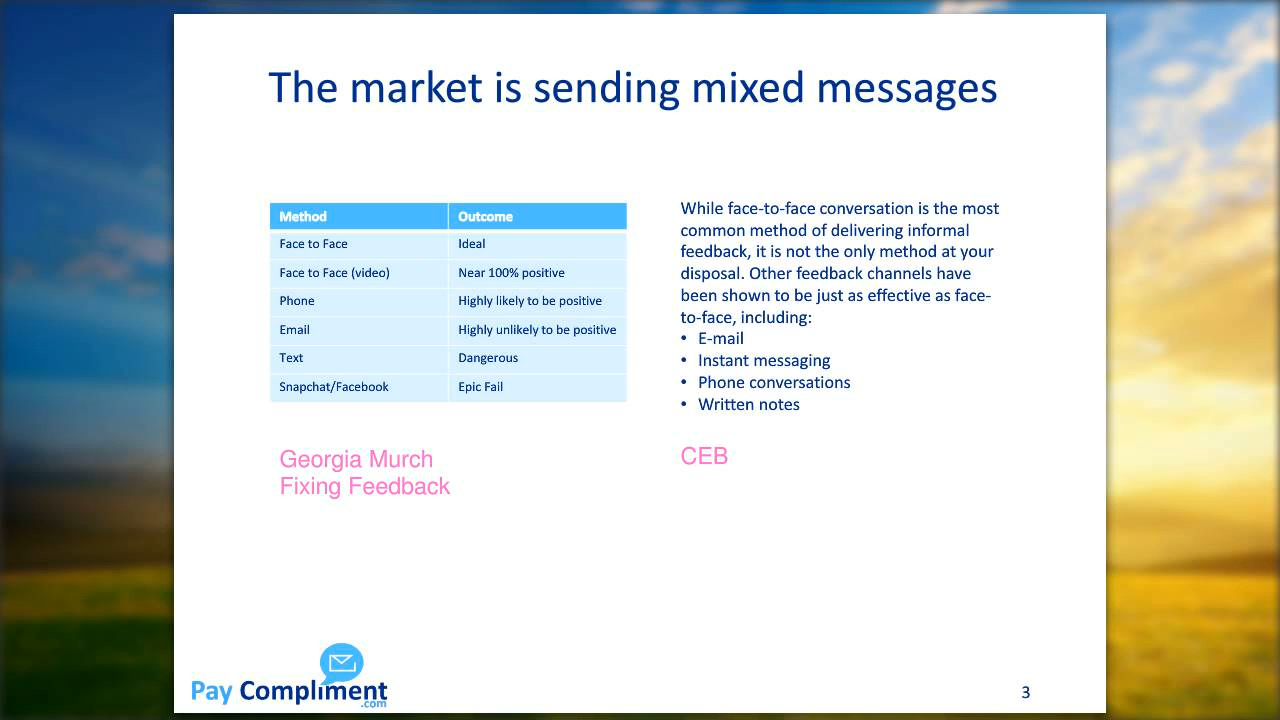 The market is sending mixed messages
Method Outcome
Face to Face Ideal
Face to Face (video) Near 100% positive
Phone Highly likely to be positive
Email Highly unlikely to be positive
Text Dangerous
Snapchat/Facebook Epic Fail
Georgia Murch
Fixing Feedback
While face-to-face conversation is the most
common method of delivering informal
feedback, it is not the only method at your
disposal. Other feedback channels have
been shown to be just as effective as face-
to-face, including:
• E-mail
• Instant messaging
• Phone conversations
• Written notes
CEB
Pay Compliment
.com
3